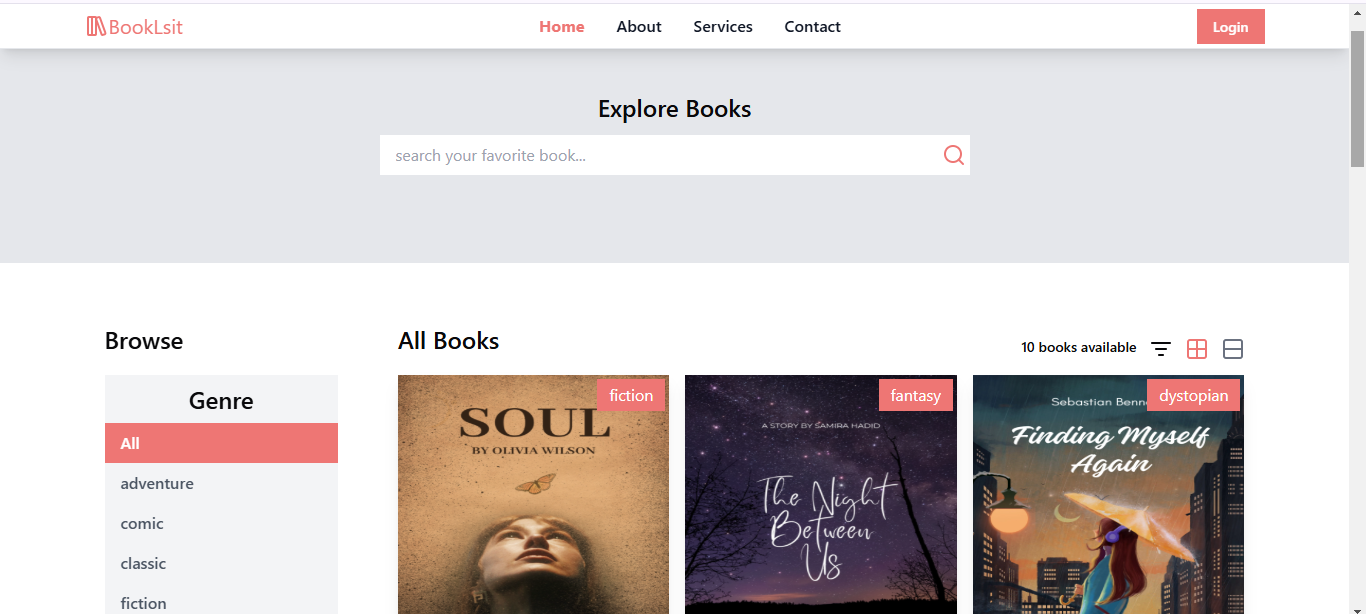 BookLsit
Home About Services Contact
Login
Explore Books
search your favorite book...
Browse
All Books
10 books available
Genre
All
adventure
comic
classic
fiction
fiction
SOUL
BY OLIVIA WILSON
fantasy
A STORY BY SAMIRA HADID
The Night
Between
Us
dystopian
Sebastian
Finding Myself
Again